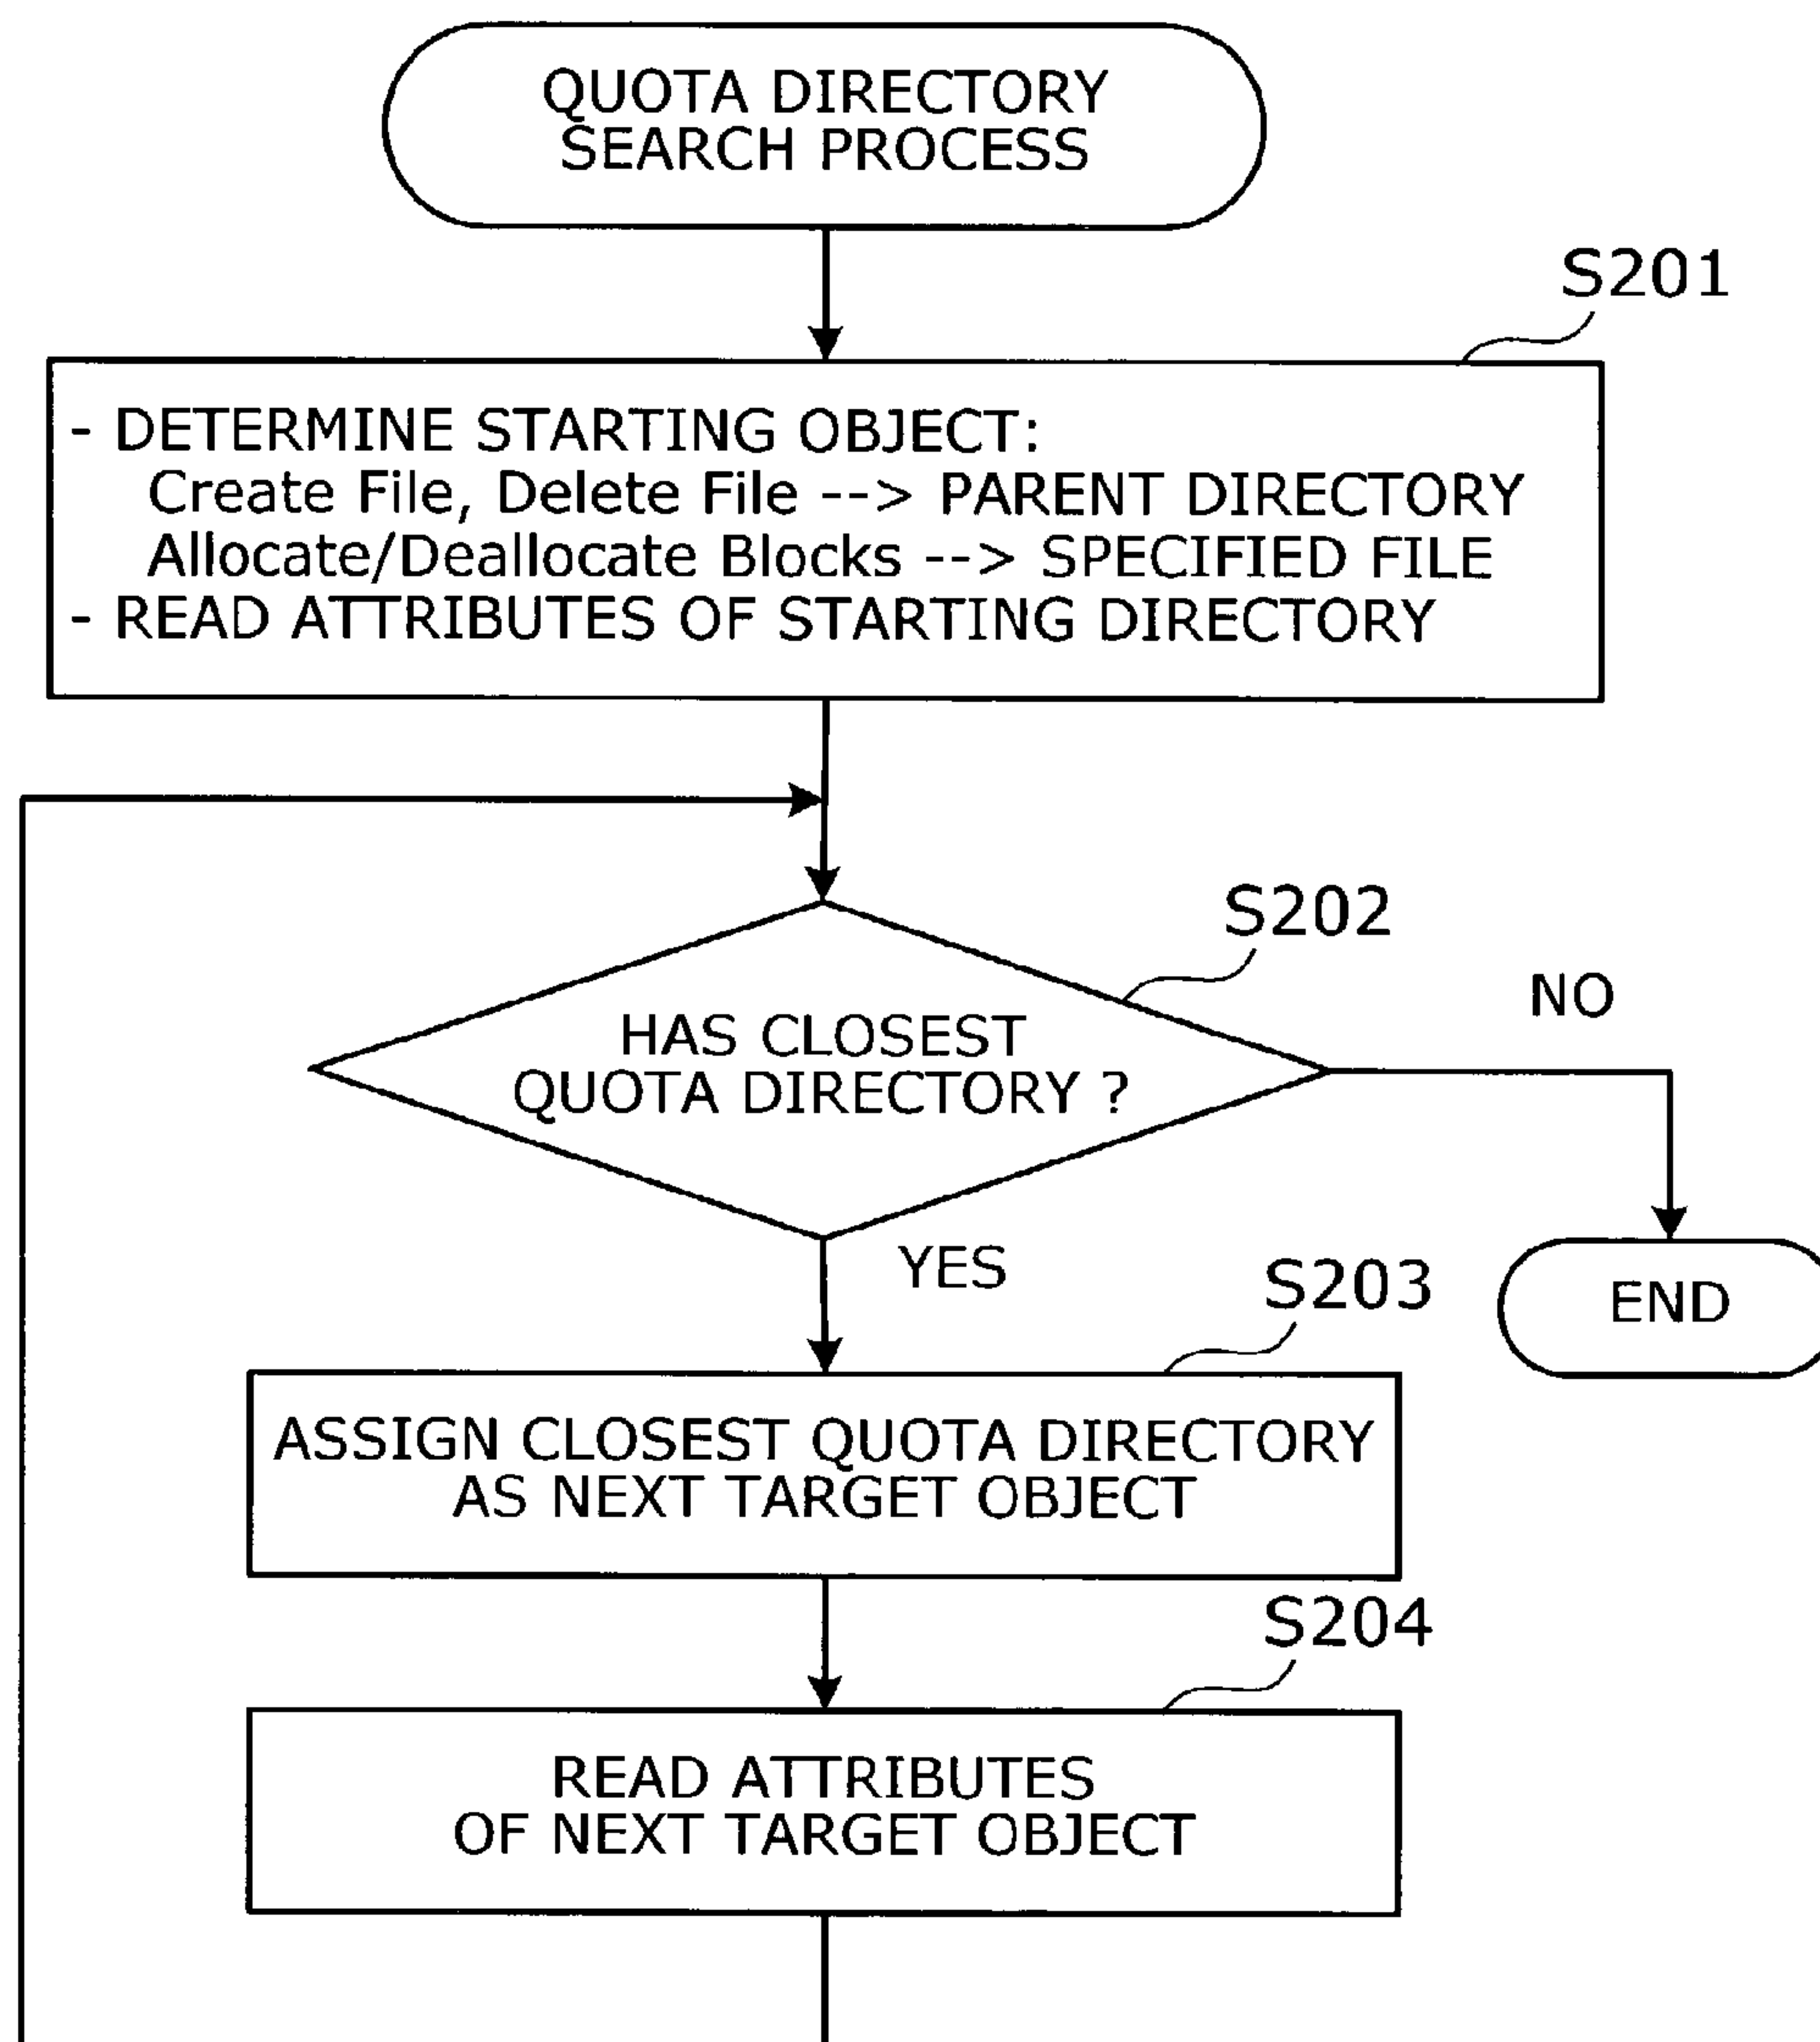 QUOTA DIRECTORY
SEARCH PROCESS
S201
- DETERMINE STARTING OBJECT:
Create File, Delete File --> PARENT DIRECTORY
Allocate/Deallocate Blocks --> SPECIFIED FILE
- READ ATTRIBUTES OF STARTING DIRECTORY
S202
NO
HAS CLOSEST
QUOTA DIRECTORY ?
YES
S203
END
ASSIGN CLOSEST QUOTA DIRECTORY
AS NEXT TARGET OBJECT
S204
READ ATTRIBUTES
OF NEXT TARGET OBJECT